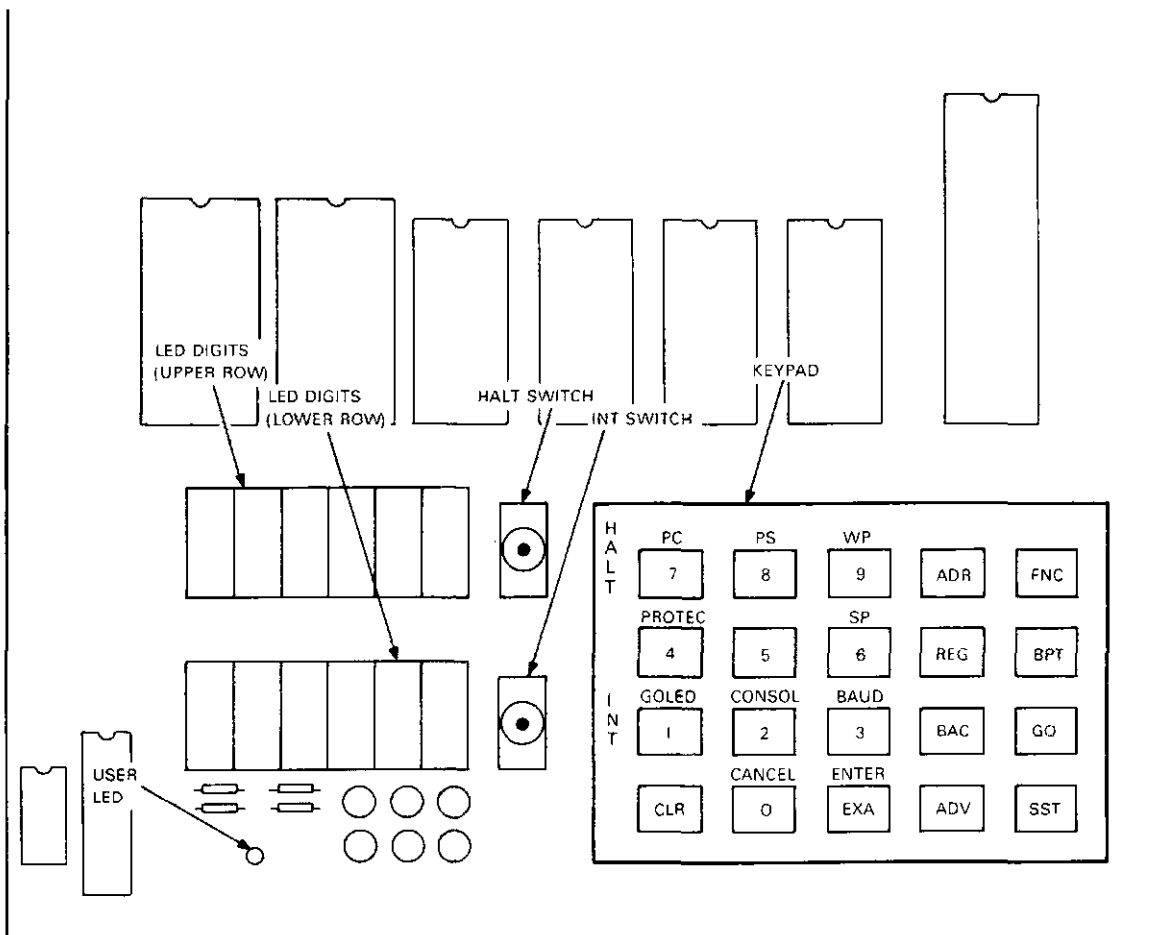 LED DIGITS
(UPPER ROW)
LED DIGITS
(LOWER ROW)
HALT SWITCH
INT SWITCH
KEYPAD
HALT
PC PS WP
7 8 9 ADR FNC
PROTEC SP
4 5 6 REG BPT
INT
GOLED CONSOL BAUD
1 2 3 BAC GO
CANCEL ENTER
CLR 0 EXA ADV SST
USER
LED